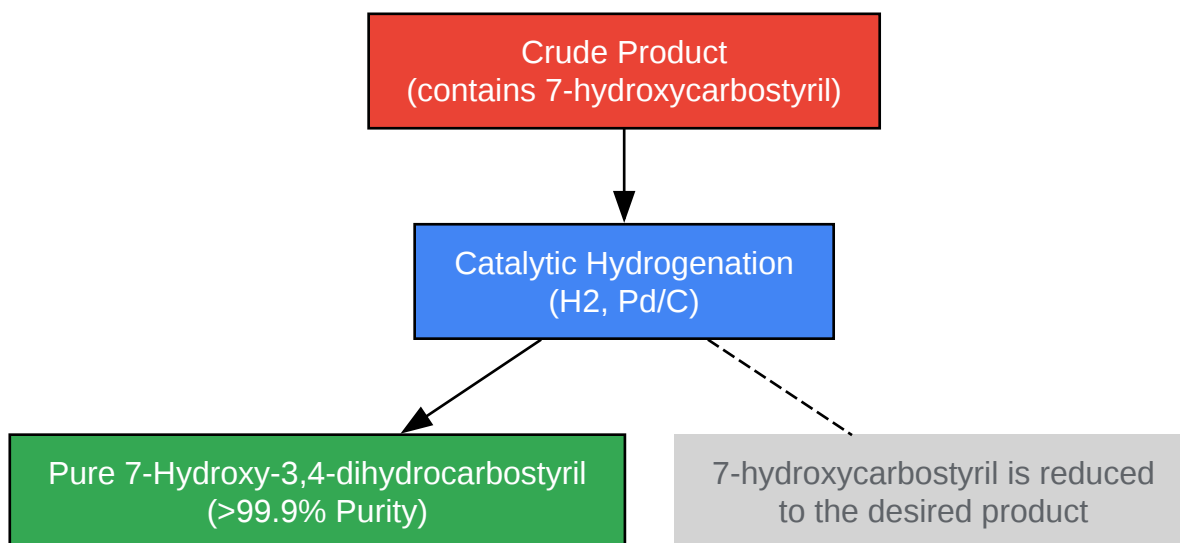 Crude Product
(contains 7-hydroxycarbostyril)
Catalytic Hydrogenation
(H2, Pd/C)
Pure 7-Hydroxy-3,4-dihydrocarbostyril
(>99.9% Purity)
7-hydroxycarbostyril is reduced
to the desired product